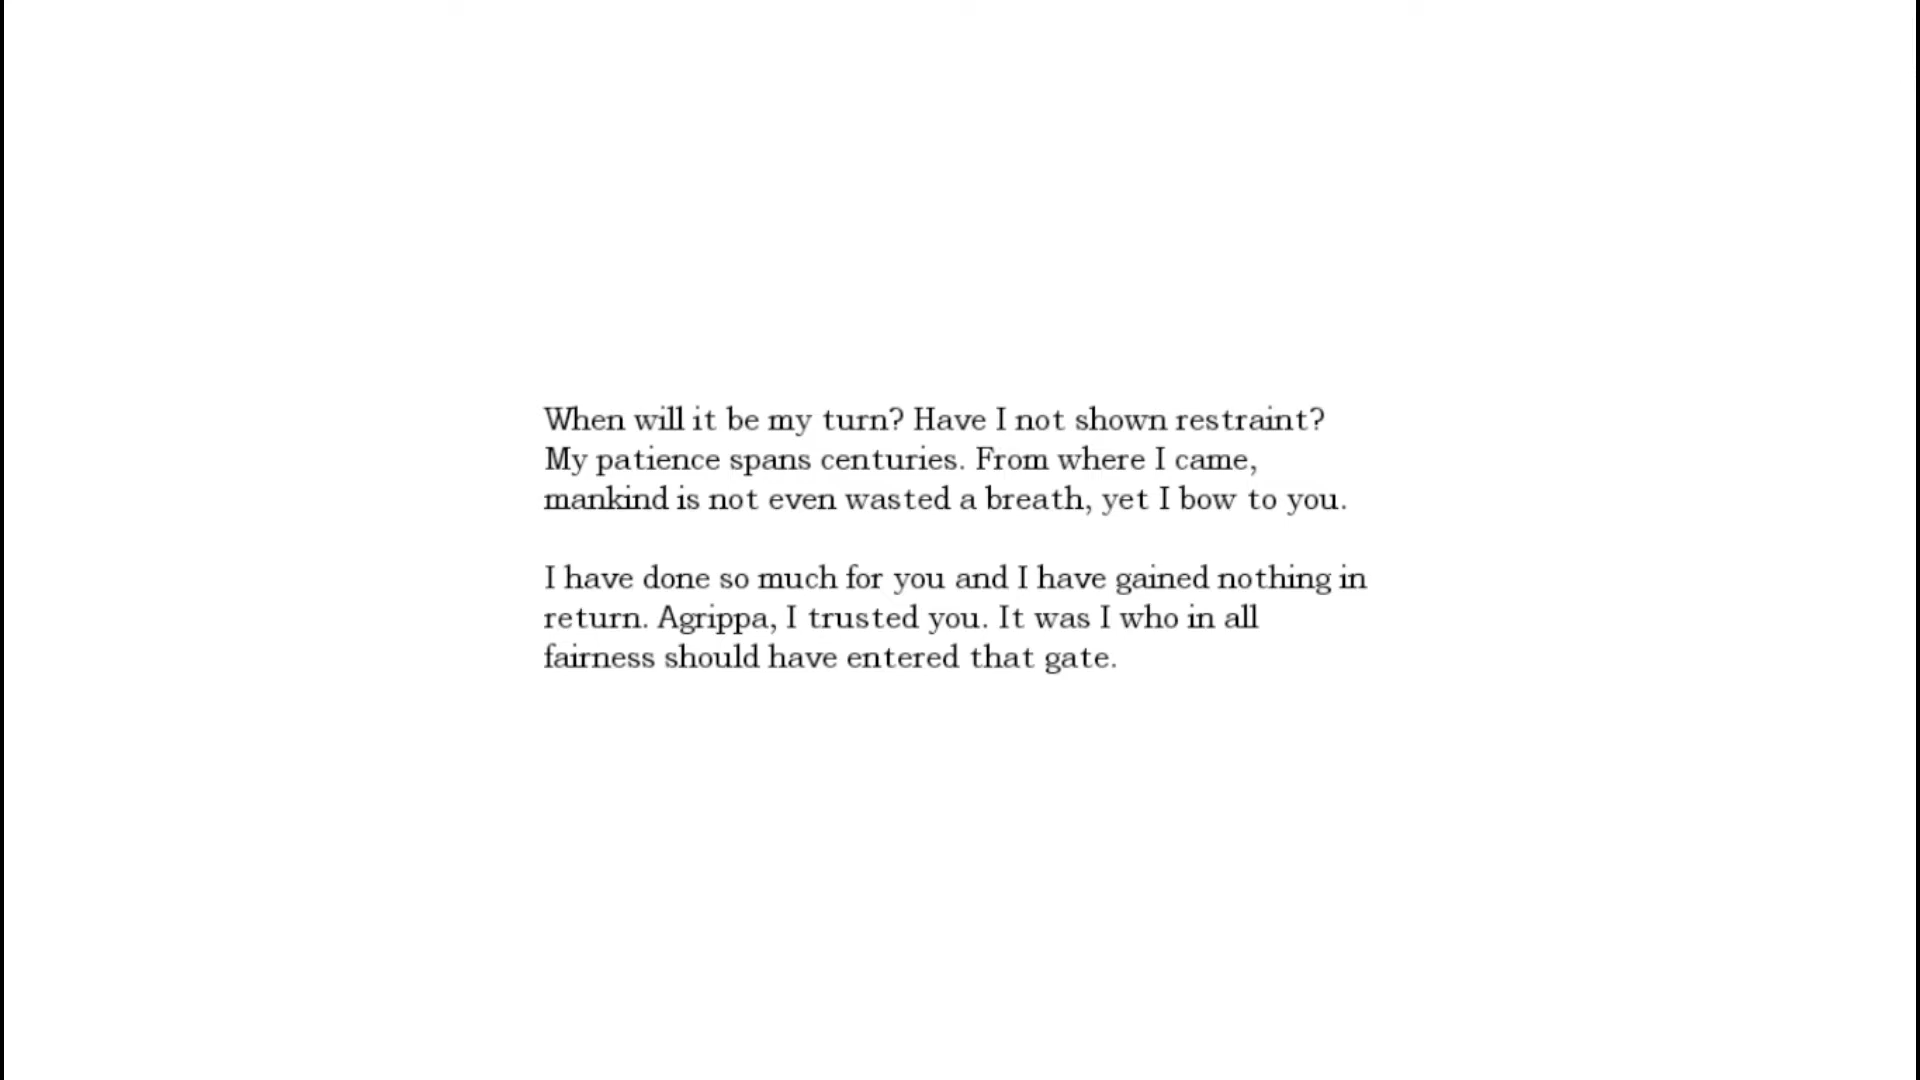 When will it be my turn? Have I not shown restraint?
My patience spans centuries. From where I came,
mankind is not even wasted a breath, yet I bow to you.
I have done so much for you and I have gained nothing in
return. Agrippa, I trusted you. It was I who in all
fairness should have entered that gate.